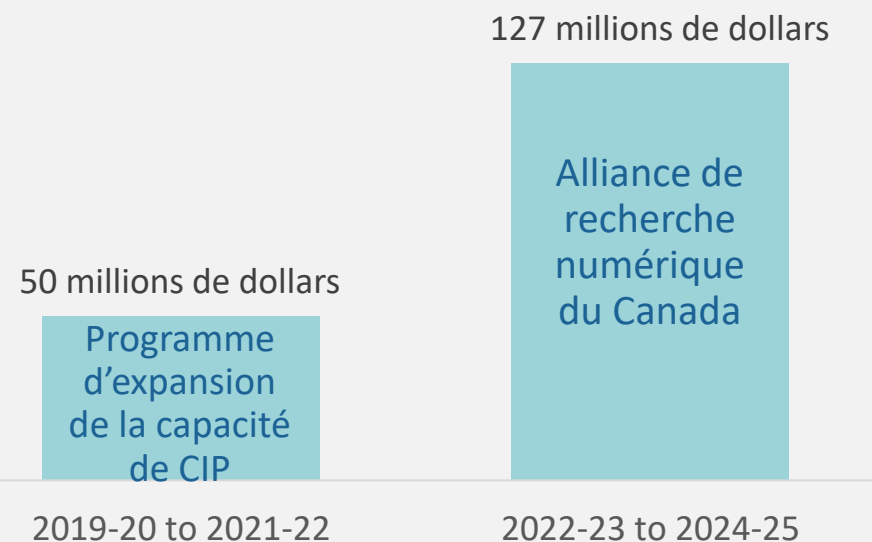 127 millions de dollars
Alliance de
recherche
numérique
du Canada
50 millions de dollars
Programme
d’expansion
de la capacité
de CIP
2019-20 to 2021-22
2022-23 to 2024-25